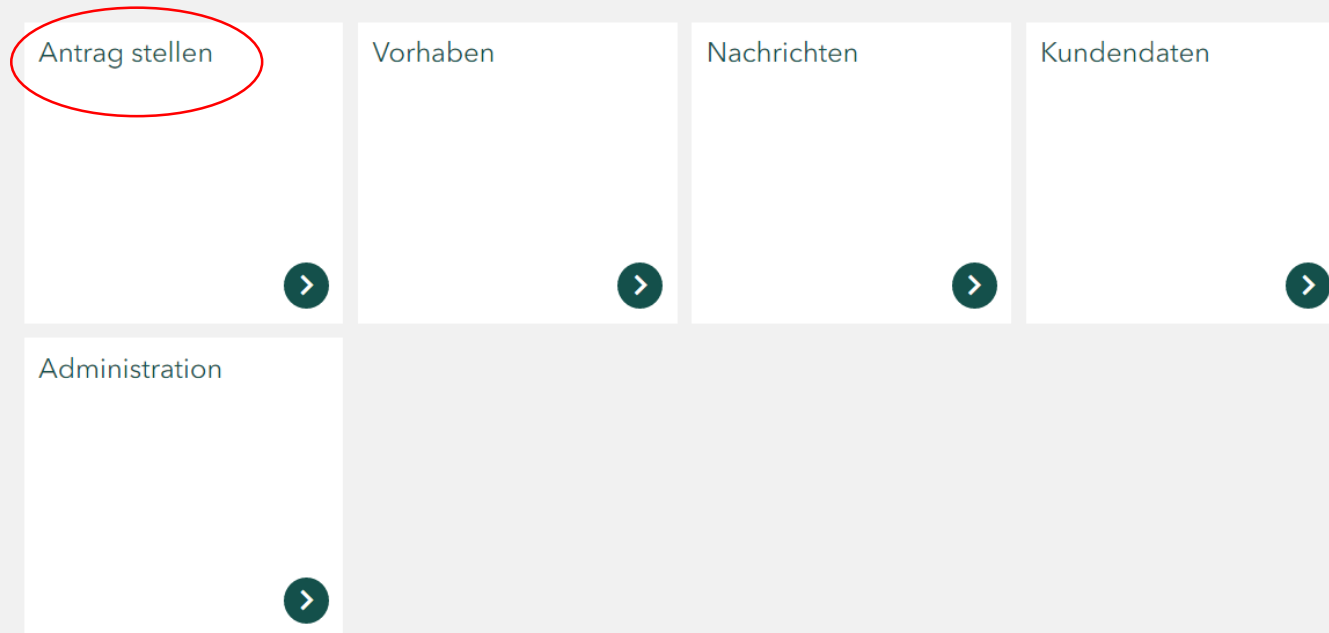 Antrag stellen
Vorhaben
Nachrichten
Kundendaten
Administration